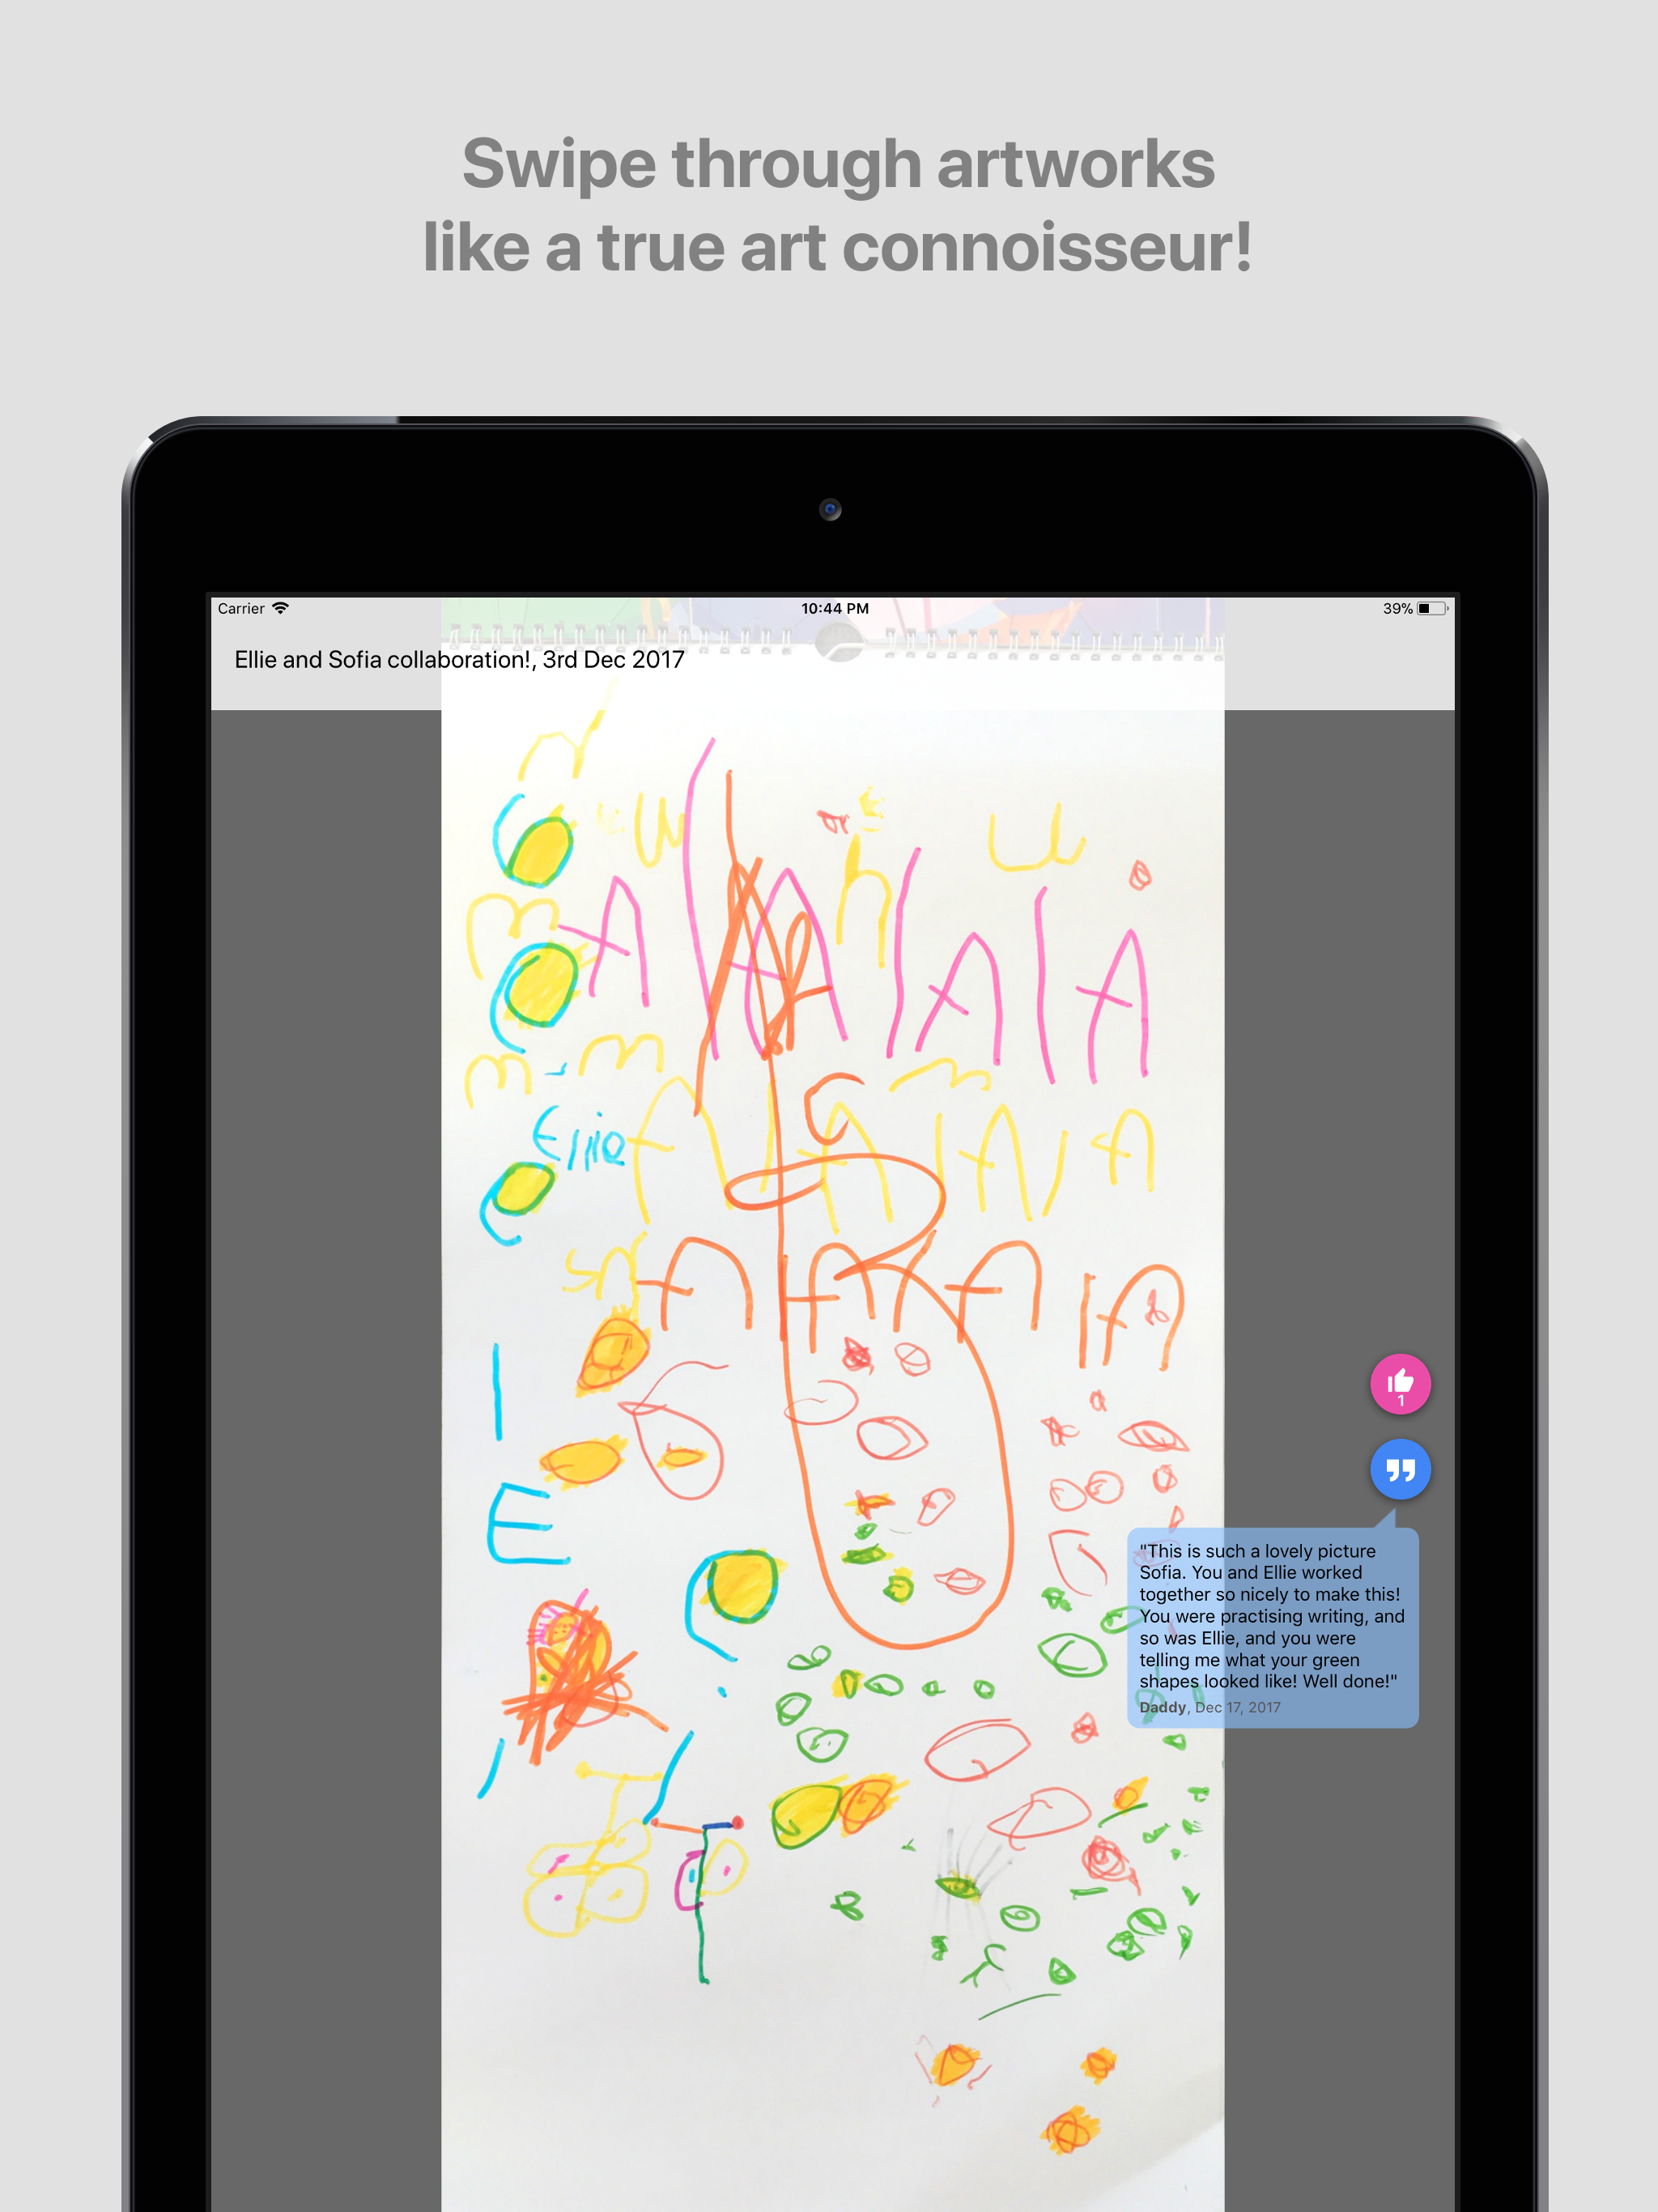 Swipe through artworks
like a true art connoisseur!
Carrier
10:44 PM
39%
Ellie and Sofia collaboration!, 3rd Dec 2017
A A A A
Ellie
E
1
"This is such a lovely picture
Sofia. You and Ellie worked
together so nicely to make this!
You were practising writing, and
so was Ellie, and you were
telling me what your green
shapes looked like! Well done!"
Daddy, Dec 17, 2017